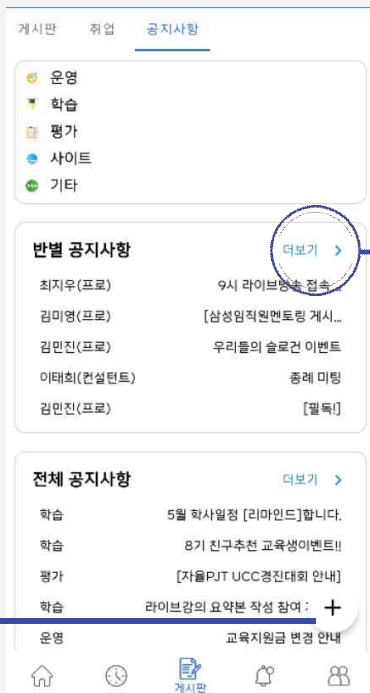 게시판 취업 공지사항
운영
학습
평가
사이트
기타
반별 공지사항 더보기 >
최지우(프로) 9시 라이브방송 접속...
김미영(프로) [삼성임직원멘토링 게시...
김민진(프로) 우리들의 슬로건 이벤트
이태희(컨설턴트) 종례 미팅
김민진(프로) [필독!]
전체 공지사항 더보기 >
학습 5월 학사일정 [리마인드]합니다.
학습 8기 친구추천 교육생이벤트!!
평가 [자율PJT UCC경진대회 안내]
학습 라이브강의 요약본 작성 참여 :
운영 교육지원금 변경 안내
게시판